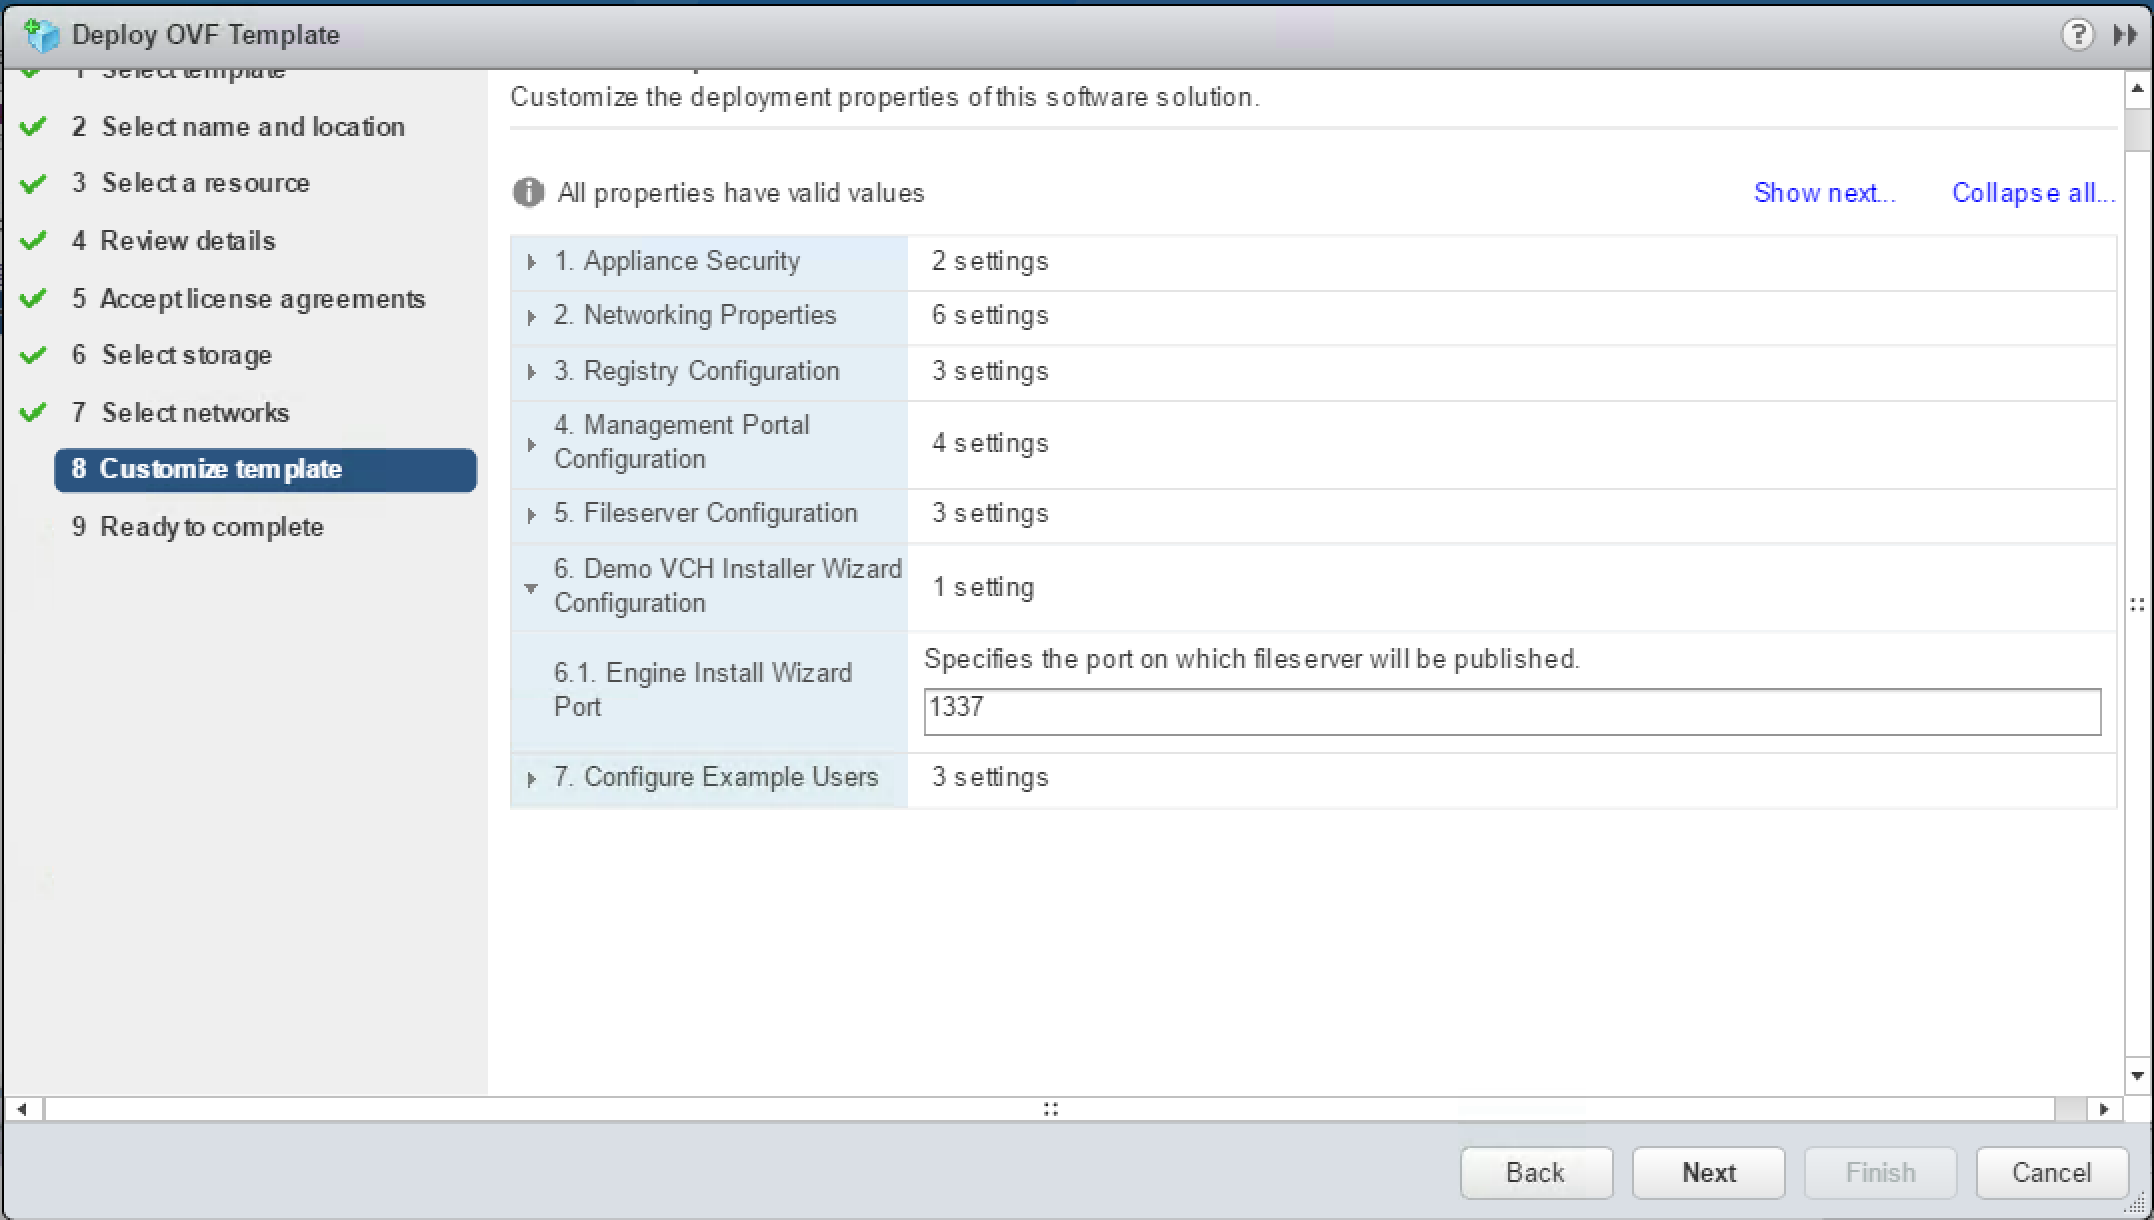 Deploy OVF Template
1 Select template
2 Select name and location
3 Select a resource
4 Review details
5 Accept license agreements
6 Select storage
7 Select networks
8 Customize template
9 Ready to complete
Customize the deployment properties of this software solution.
All properties have valid values
Show next...
Collapse all...
1. Appliance Security
2 settings
2. Networking Properties
6 settings
3. Registry Configuration
3 settings
4. Management Portal
Configuration
4 settings
5. Fileserver Configuration
3 settings
6. Demo VCH Installer Wizard
Configuration
1 setting
6.1. Engine Install Wizard
Port
Specifies the port on which fileserver will be published.
1337
7. Configure Example Users
3 settings
Back
Next
Finish
Cancel